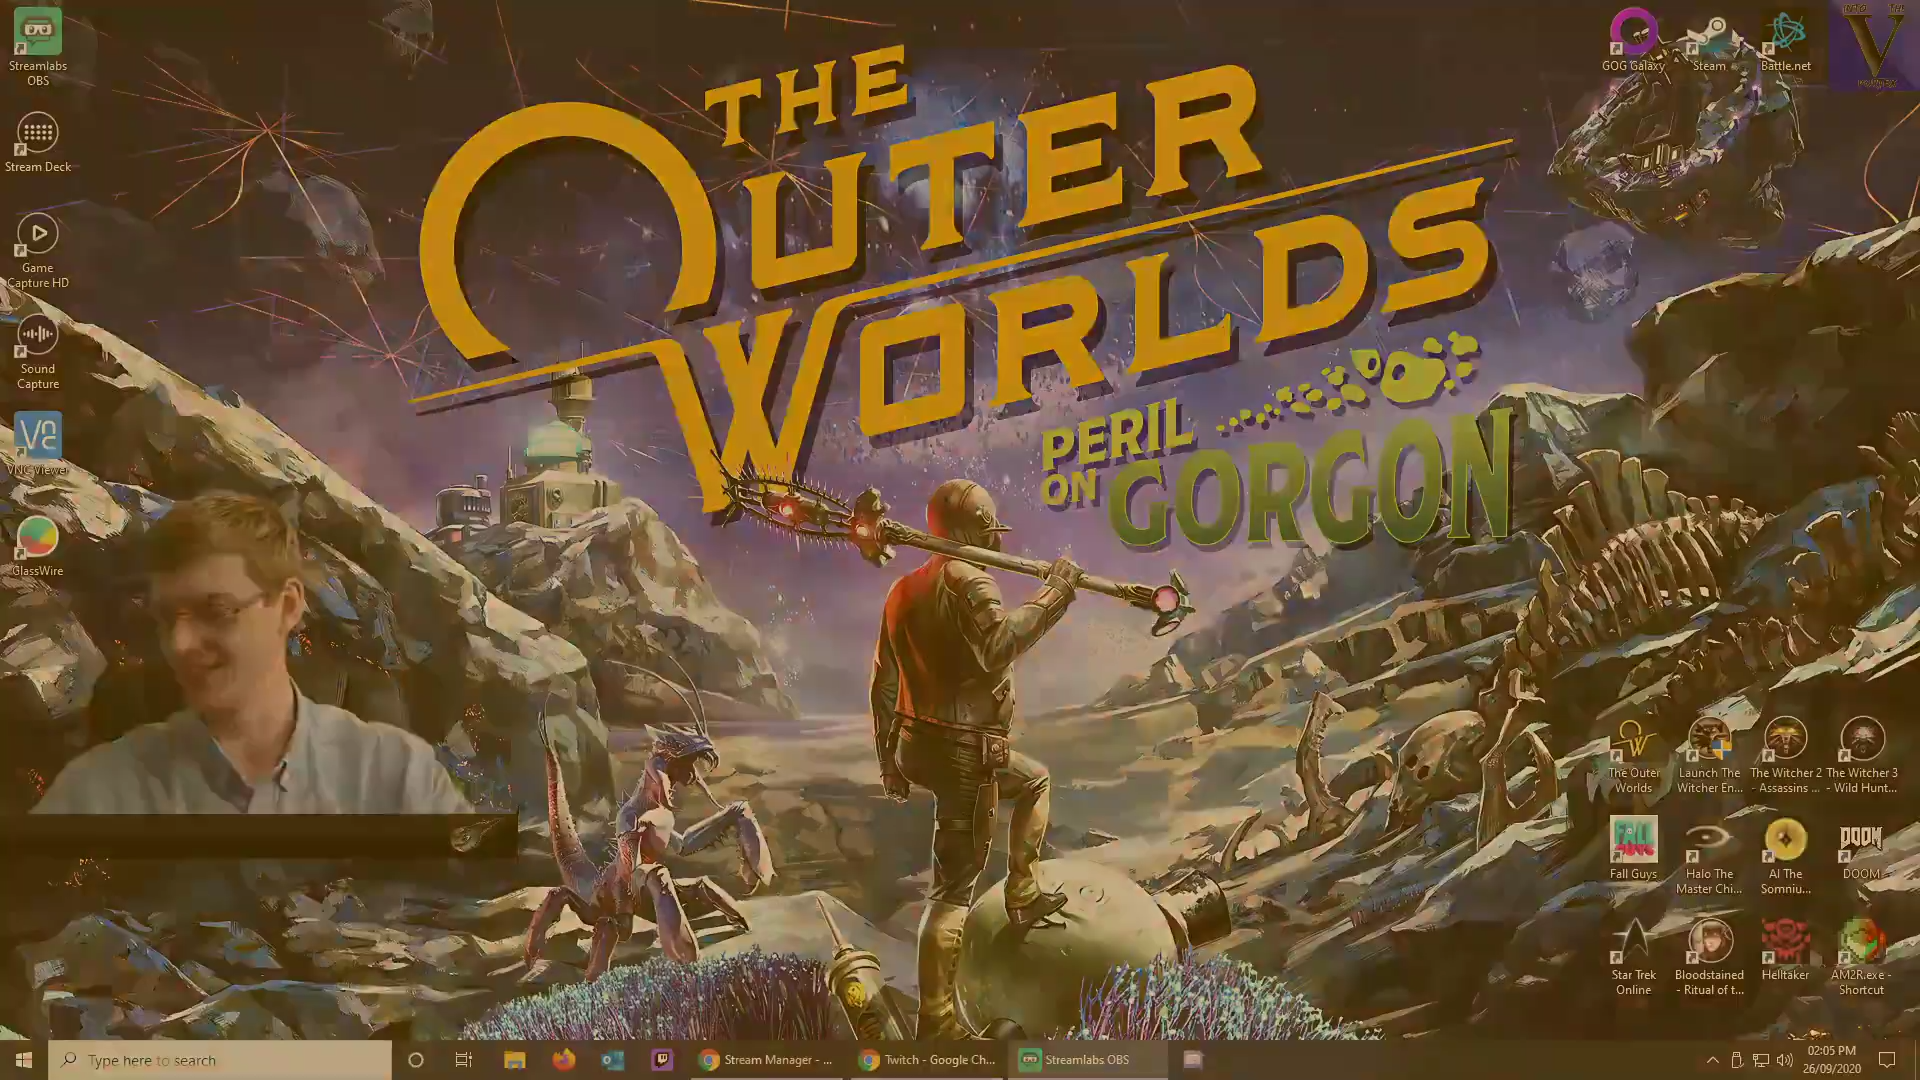 THE
OUTER
WORLDS
PERIL
ON
GORGON
Streamlabs
OBS
Stream Deck
Game
Capture HD
Sound
Capture
VNC Viewer
GlassWire
GOG Galaxy
Steam
Battle.net
INTO THE
V
The Outer
Worlds
Launch The
Witcher En...
The Witcher 2
- Assassins ...
The Witcher 3
- Wild Hunt...
Fall Guys
Halo The
Master Chi...
AI The
Somniu...
DOOM
DOOM
Star Trek
Online
Bloodstained
- Ritual of t...
Helltaker
AM2R.exe -
Shortcut
Type here to search
Stream Manager - ...
Twitch - Google Ch...
Streamlabs OBS
02:05 PM
26/09/2020